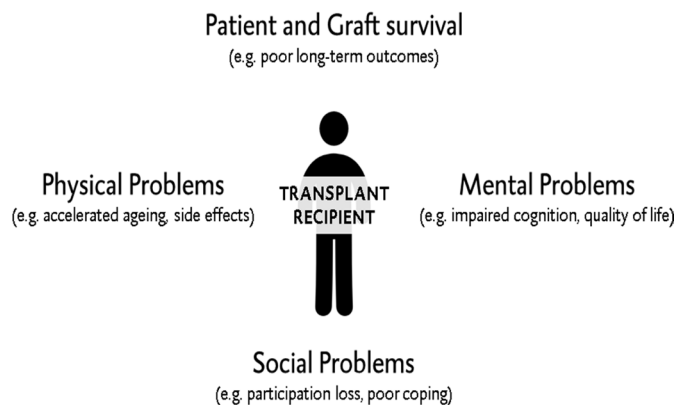 Patient and Graft survival
(e.g. poor long-term outcomes)
Physical Problems
(e.g. accelerated ageing, side effects)
TRANSPLANT
RECIPIENT
Mental Problems
(e.g. impaired cognition, quality of life)
Social Problems
(e.g. participation loss, poor coping)